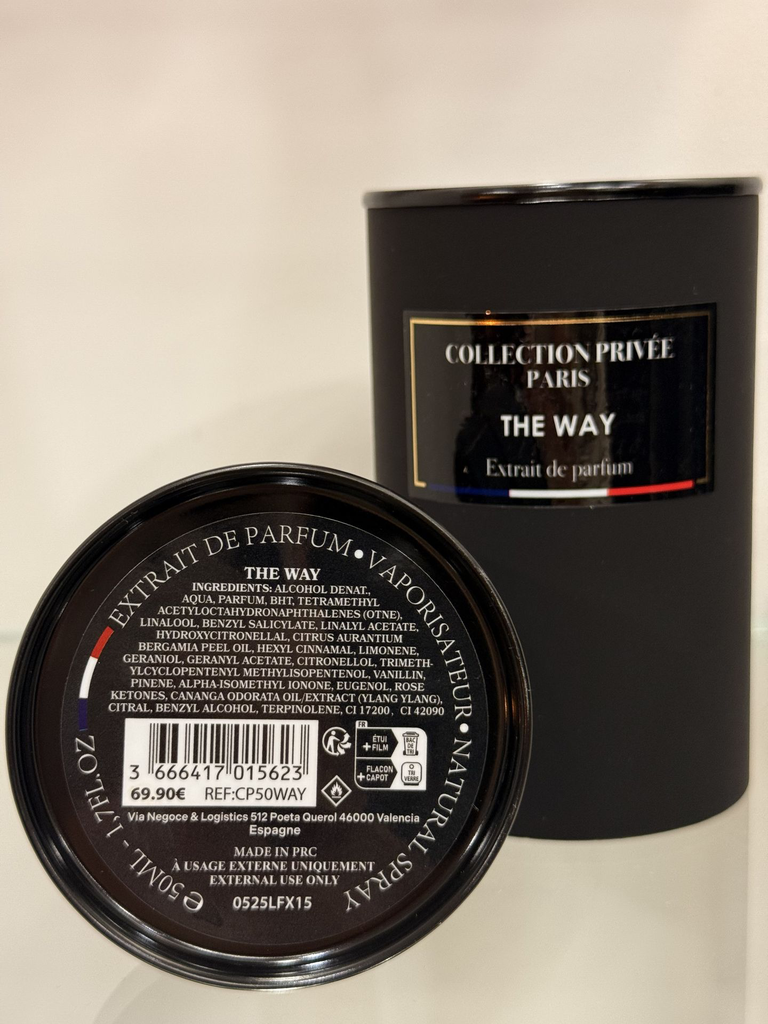 COLLECTION PRIVÉE
PARIS
THE WAY
Extrait de parfum
EXTRAIT DE PARFUM • VAPORISATEUR • NATURAL SPRAY
e 50ML - 1,7FL.OZ
THE WAY
INGREDIENTS: ALCOHOL DENAT.,
AQUA, PARFUM, BHT, TETRAMETHYL
ACETYLOCTAHYDRONAPHTHALENES (OTNE),
LINALOOL, BENZYL SALICYLATE, LINALYL ACETATE,
HYDROXYCITRONELLAL, CITRUS AURANTIUM
BERGAMIA PEEL OIL, HEXYL CINNAMAL, LIMONENE,
GERANIOL, GERANYL ACETATE, CITRONELLOL, TRIMETH-
YLCYCLOPENTENYL METHYLISOPENTENOL, VANILLIN,
PINENE, ALPHA-ISOMETHYL IONONE, EUGENOL, ROSE
KETONES, CANANGA ODORATA OIL/EXTRACT (YLANG YLANG),
CITRAL, BENZYL ALCOHOL, TERPINOLENE, CI 17200, CI 42090
3 666417 015623
69.90€ REF:CP50WAY
FR
ÉTUI
+FILM
BAC
DE
TRI
FLACON
+CAPOT
TRI
VERRE
Via Negoce & Logistics 512 Poeta Querol 46000 Valencia
Espagne
MADE IN PRC
À USAGE EXTERNE UNIQUEMENT
EXTERNAL USE ONLY
0525LFX15